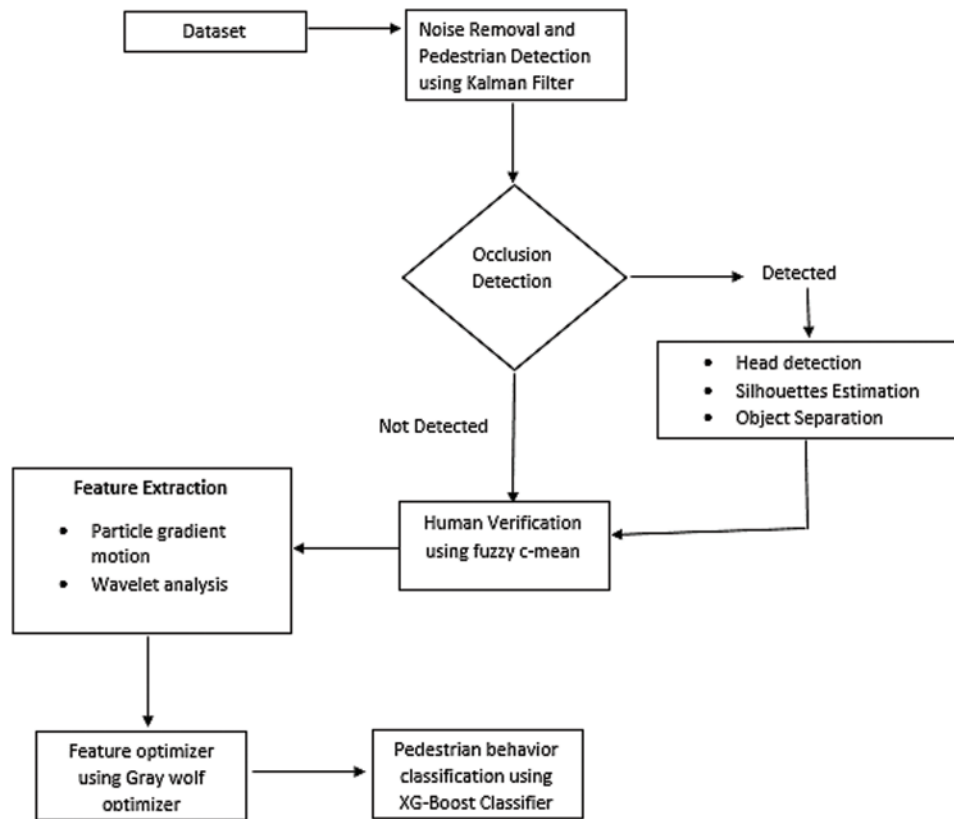 Dataset
Noise Removal and
Pedestrian Detection
using Kalman Filter
Occlusion
Detection
Detected
• Head detection
• Silhouettes Estimation
• Object Separation
Not Detected
Human Verification
using fuzzy c-mean
Feature Extraction
• Particle gradient
motion
• Wavelet analysis
Feature optimizer
using Gray wolf
optimizer
Pedestrian behavior
classification using
XG-Boost Classifier